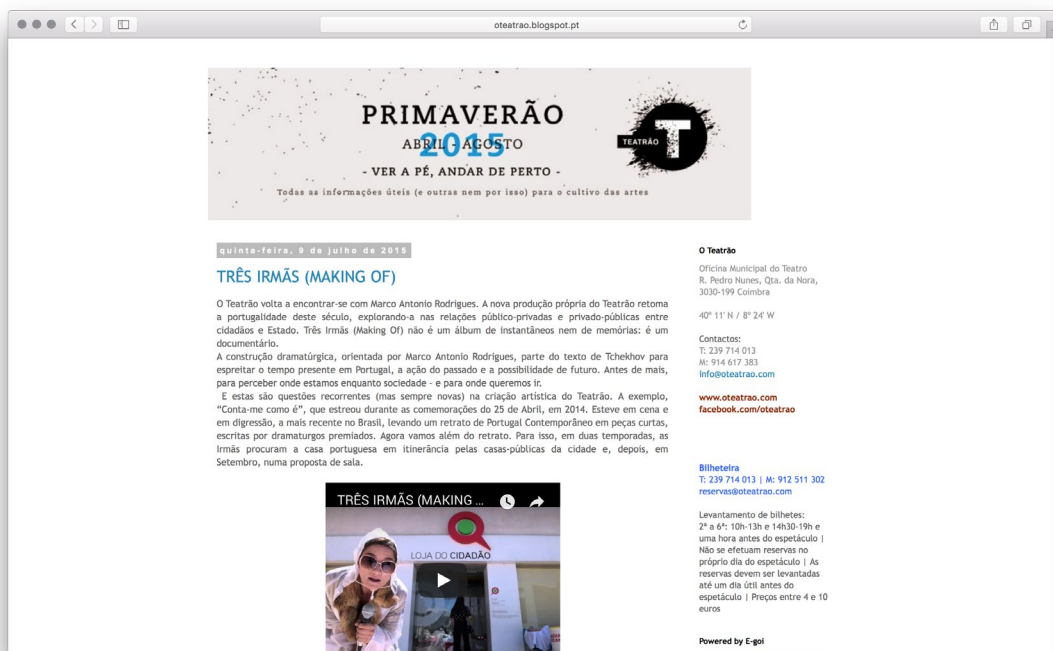 oteatrao.blogspot.pt
PRIMAVERÃO
2015
ABRIL - AGOSTO
- VER A PÉ, ANDAR DE PERTO -
Todas as informações úteis (e outras nem por isso) para o cultivo das artes
TEATRÃO
T
quinta-feira, 9 de julho de 2015
TRÊS IRMÃS (MAKING OF)
O Teatrão volta a encontrar-se com Marco Antonio Rodrigues. A nova produção própria do Teatrão retoma
a portugalidade deste século, explorando-a nas relações público-privadas e privado-públicas entre
cidadãos e Estado. Três Irmãs (Making Of) não é um álbum de instantâneos nem de memórias: é um
documentário.
A construção dramatúrgica, orientada por Marco Antonio Rodrigues, parte do texto de Tchekhov para
espreitar o tempo presente em Portugal, a ação do passado e a possibilidade de futuro. Antes de mais,
para perceber onde estamos enquanto sociedade - e para onde queremos ir.
E estas são questões recorrentes (mas sempre novas) na criação artística do Teatrão. A exemplo,
"Conta-me como é", que estreou durante as comemorações do 25 de Abril, em 2014. Esteve em cena e
em digressão, a mais recente no Brasil, levando um retrato de Portugal Contemporâneo em peças curtas,
escritas por dramaturgos premiados. Agora vamos além do retrato. Para isso, em duas temporadas, as
Irmãs procuram a casa portuguesa em itinerância pelas casas-públicas da cidade e, depois, em
Setembro, numa proposta de sala.
TRÊS IRMÃS (MAKING ...
LOJA DO CIDADÃO
O Teatrão
Oficina Municipal do Teatro
R. Pedro Nunes, Qta. da Nora,
3030-199 Coimbra
40º 11' N / 8º 24' W
Contactos:
T: 239 714 013
M: 914 617 383
info@oteatrao.com
www.oteatrao.com
facebook.com/oteatrao
Bilheteira
T: 239 714 013 | M: 912 511 302
reservas@oteatrao.com
Levantamento de bilhetes:
2ª a 6ª: 10h-13h e 14h30-19h e
uma hora antes do espetáculo |
Não se efetuam reservas no
próprio dia do espetáculo | As
reservas devem ser levantadas
até um dia útil antes do
espetáculo | Preços entre 4 e 10
euros
Powered by E-goi